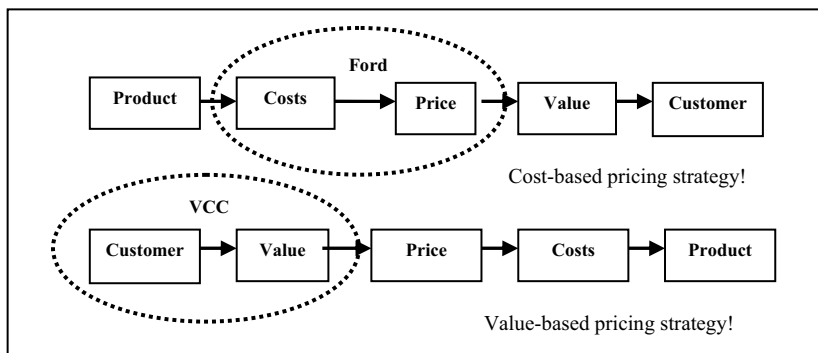 Ford
Product Costs Price Value Customer
Cost-based pricing strategy!
VCC
Customer Value Price Costs Product
Value-based pricing strategy!